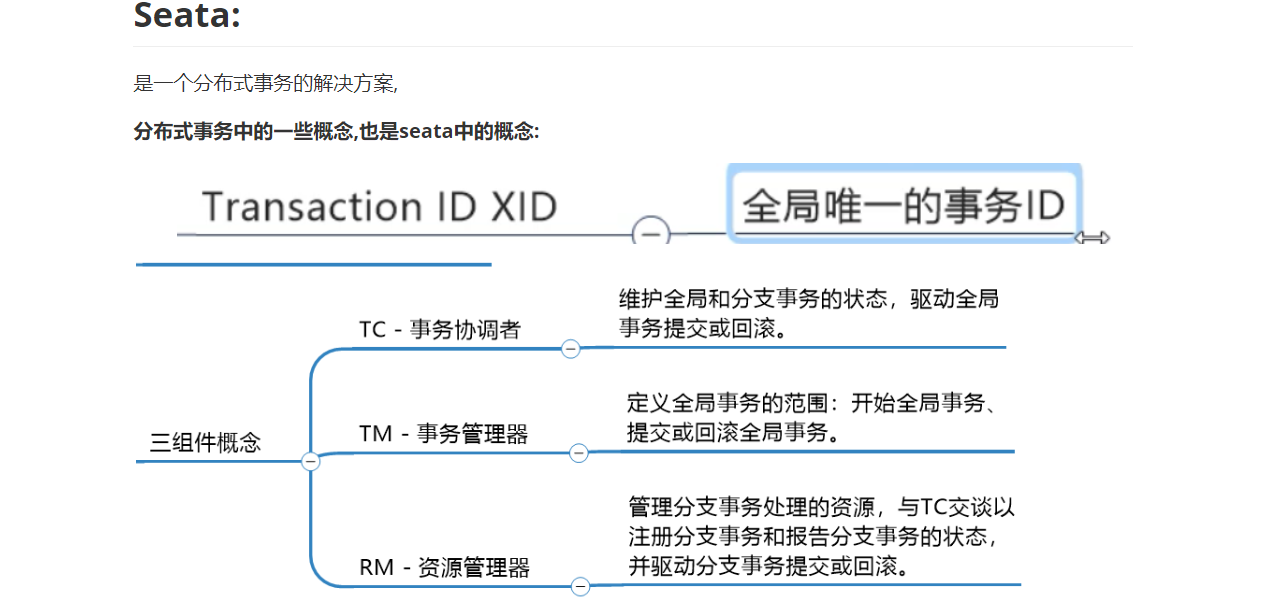 Seata:
是一个分布式事务的解决方案,
分布式事务中的一些概念,也是seata中的概念:
Transaction ID XID
全局唯一的事务ID
三组件概念
TC - 事务协调者
维护全局和分支事务的状态，驱动全局
事务提交或回滚。
TM - 事务管理器
定义全局事务的范围：开始全局事务、
提交或回滚全局事务。
RM - 资源管理器
管理分支事务处理的资源，与TC交谈以
注册分支事务和报告分支事务的状态，
并驱动分支事务提交或回滚。